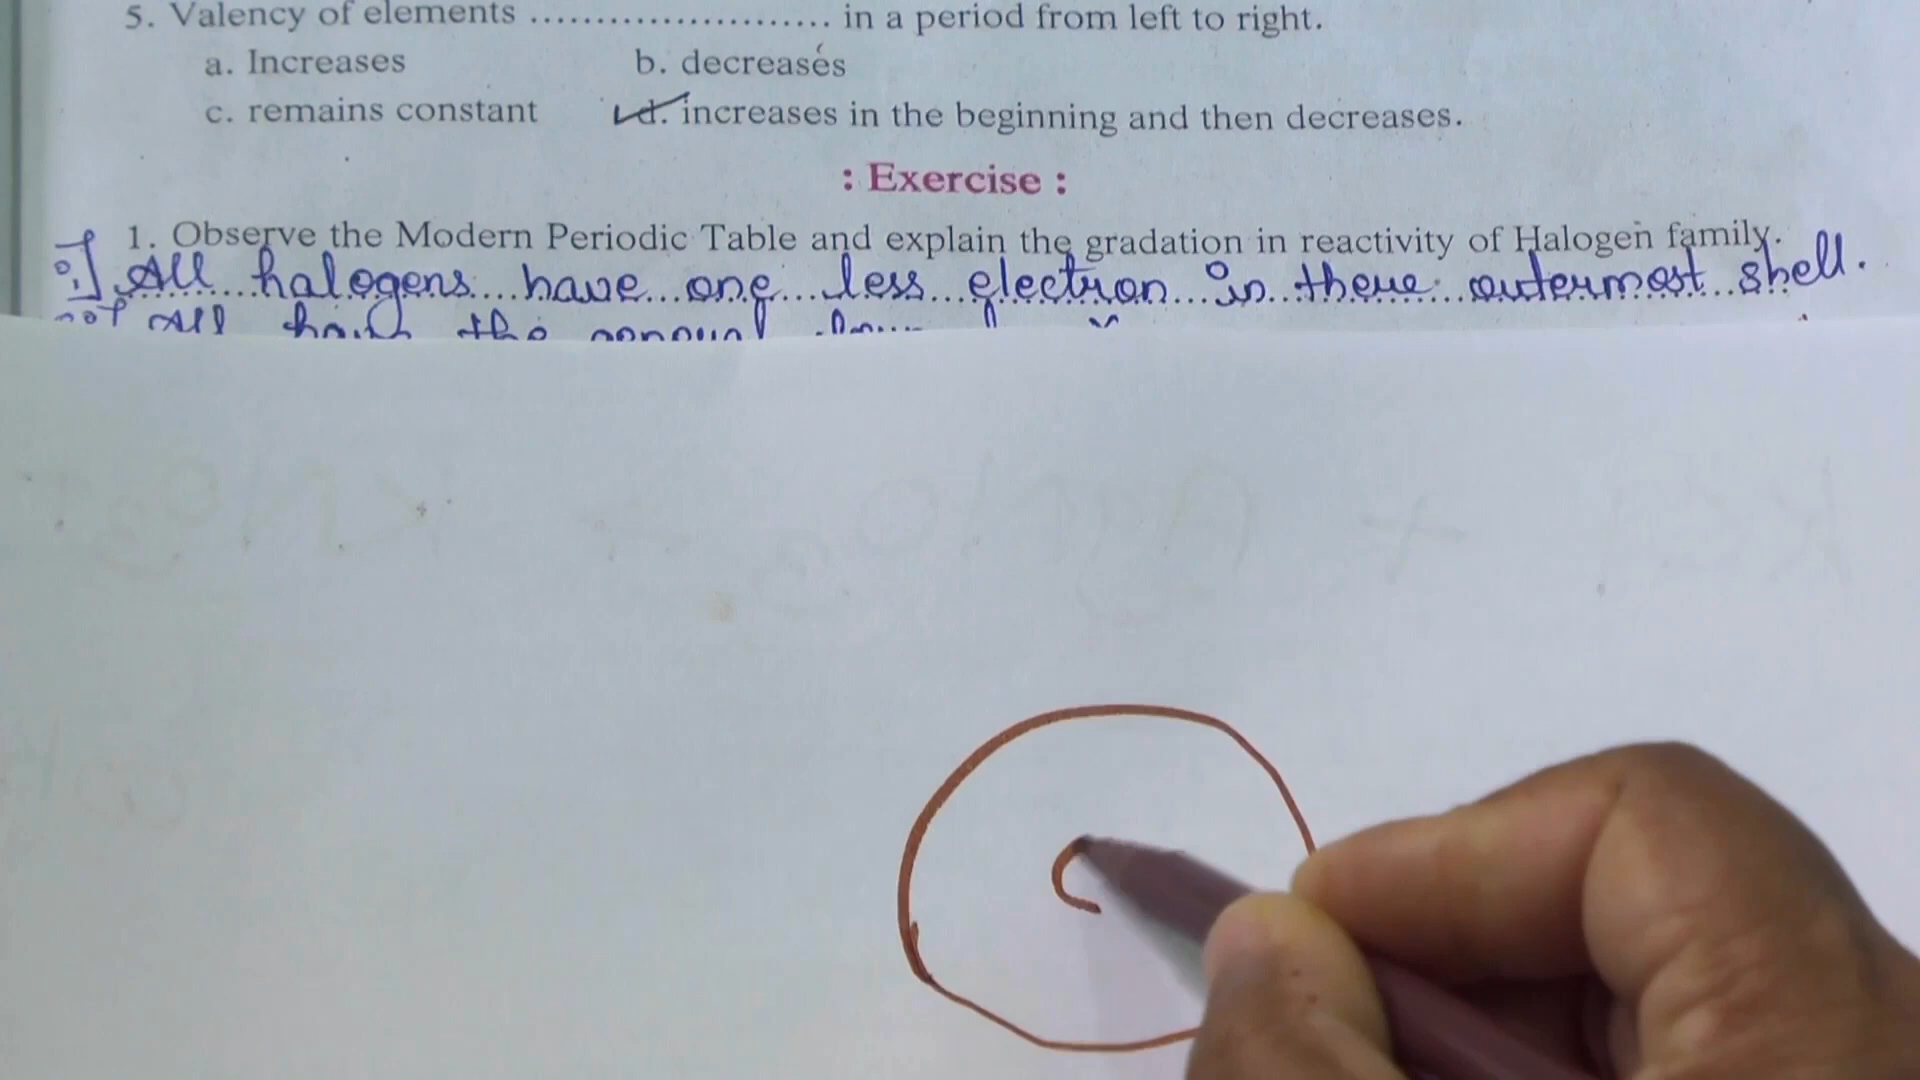 5. Valency of elements ........................ in a period from left to right.
a. Increases b. decreases
c. remains constant d. increases in the beginning and then decreases.
: Exercise :
1. Observe the Modern Periodic Table and explain the gradation in reactivity of Halogen family.
i] All halogens have one less electron in there outermost shell.